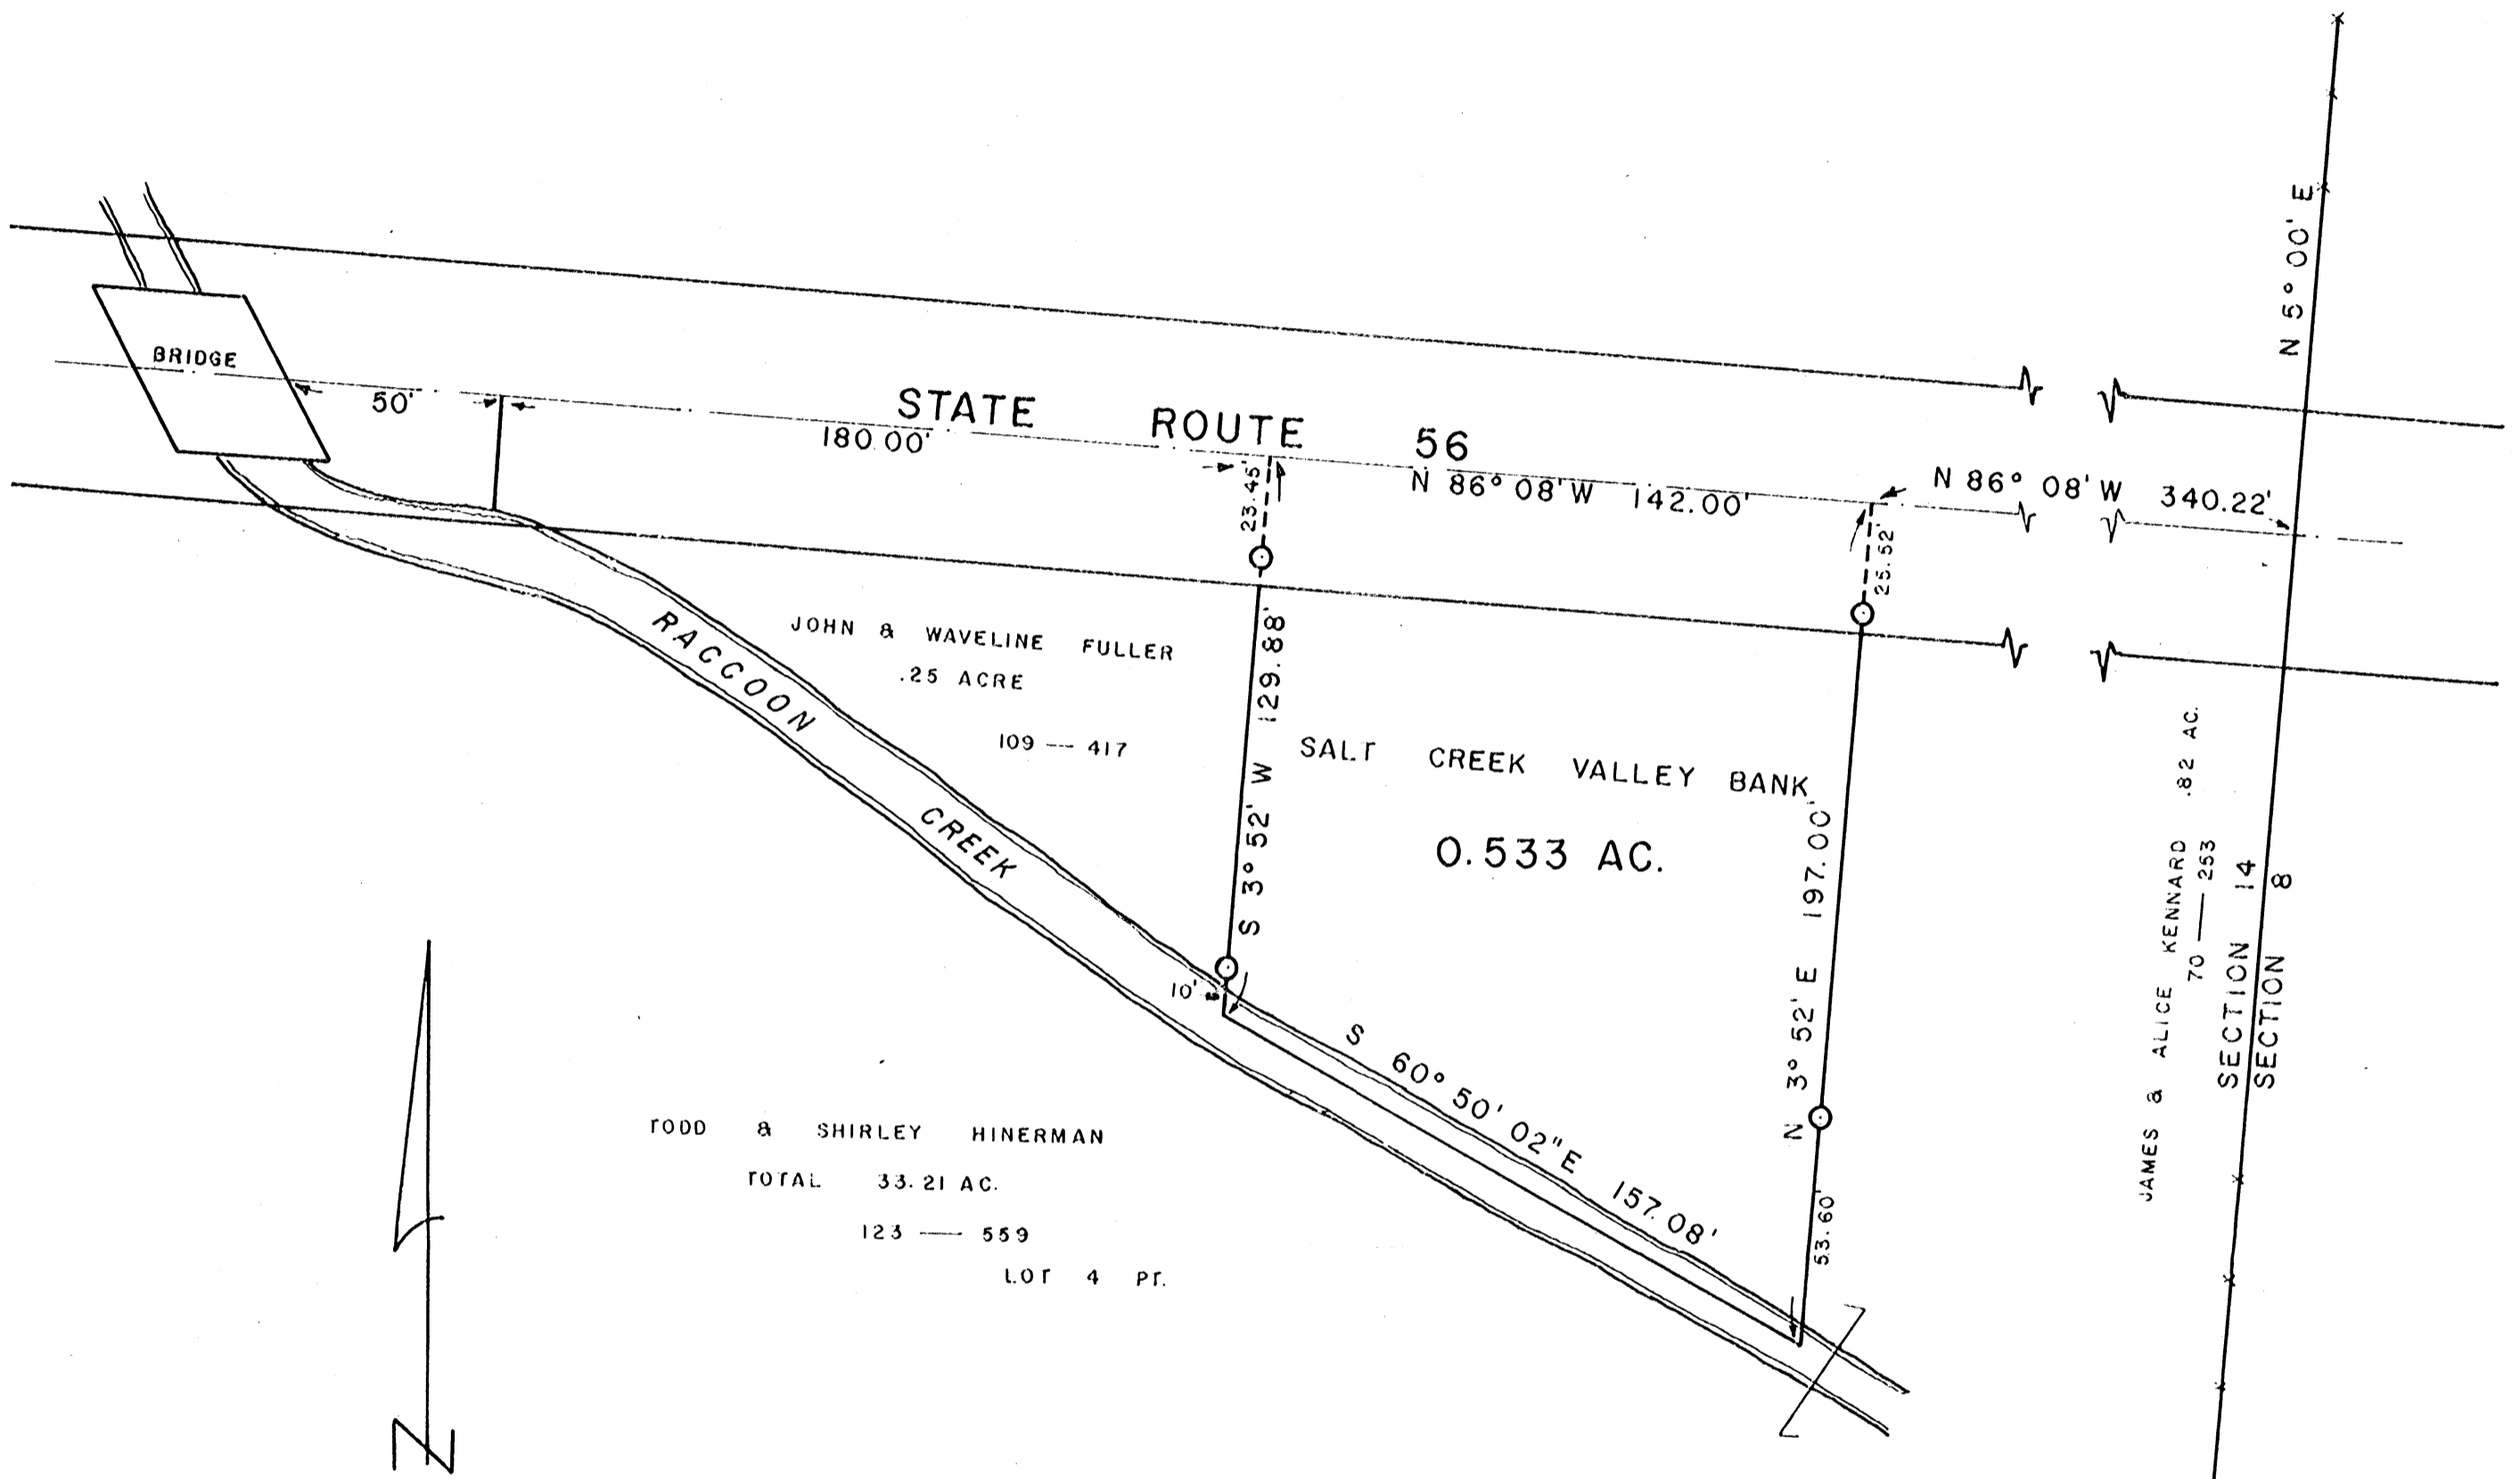 N 5° 00' E
BRIDGE
50'
STATE ROUTE 56
180.00'
N 86° 08' W 142.00'
N 86° 08' W 340.22'
23.45'
25.52'
JOHN & WAVELINE FULLER
.25 ACRE
109 -- 417
RACCOON CREEK
S 3° 52' W 129.88'
SALT CREEK VALLEY BANK
0.533 AC.
N 3° 52' E 197.00'
10'
S 60° 50' 02" E 157.08'
53.60'
JAMES & ALICE KENNARD .82 AC.
70 — 253
SECTION 14
SECTION 8
TODD & SHIRLEY HINERMAN
TOTAL 33.21 AC.
123 — 559
LOT 4 PT.
N